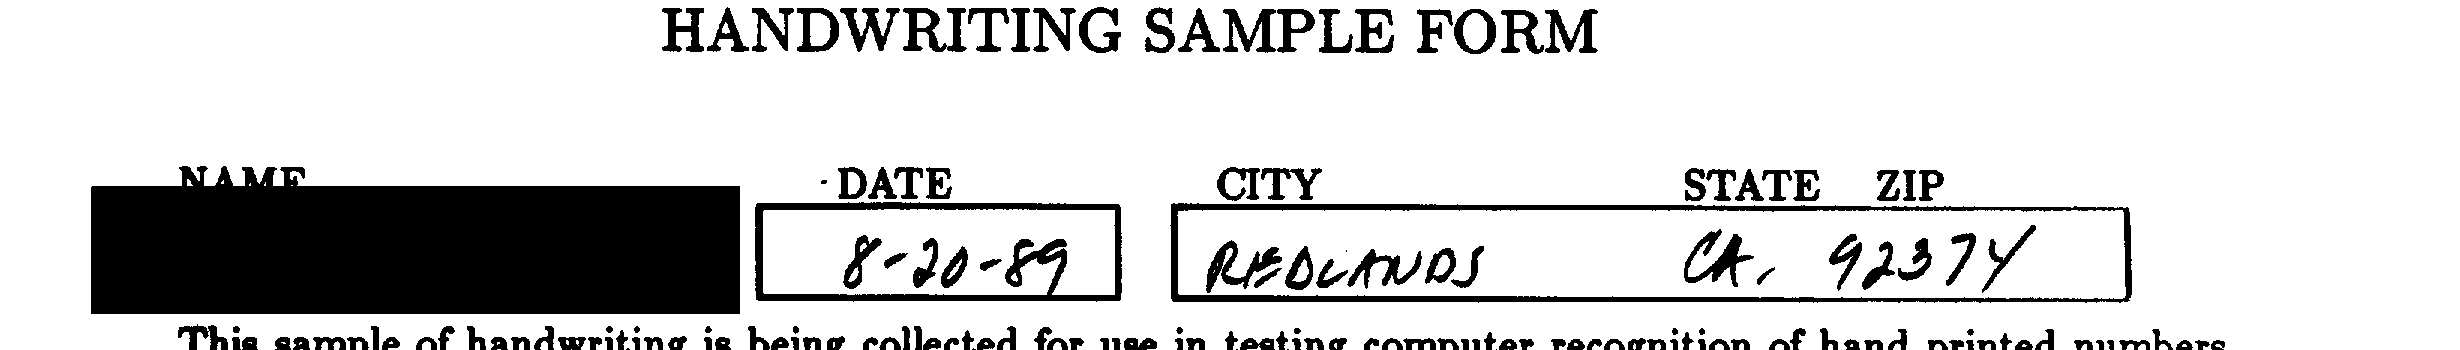 HANDWRITING SAMPLE FORM
NAME DATE CITY STATE ZIP
8-20-89 REDLANDS CA. 92374
This sample of handwriting is being collected for use in testing computer recognition of hand printed numbers